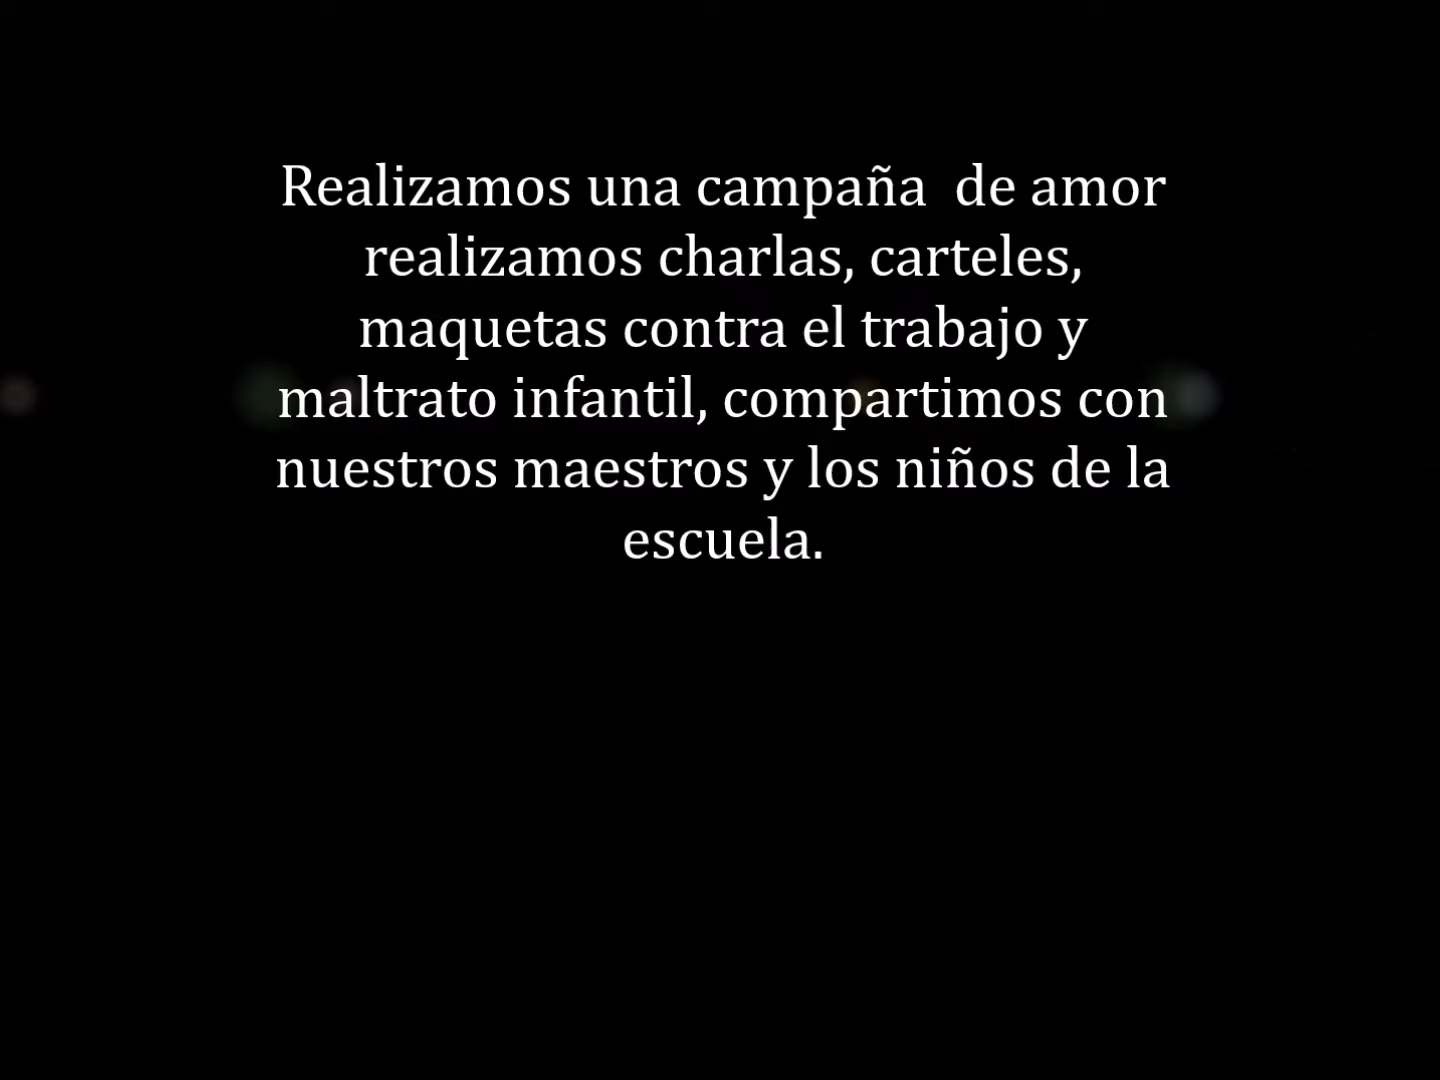 Realizamos una campaña  de amor
realizamos charlas, carteles,
maquetas contra el trabajo y
maltrato infantil, compartimos con
nuestros maestros y los niños de la
escuela.